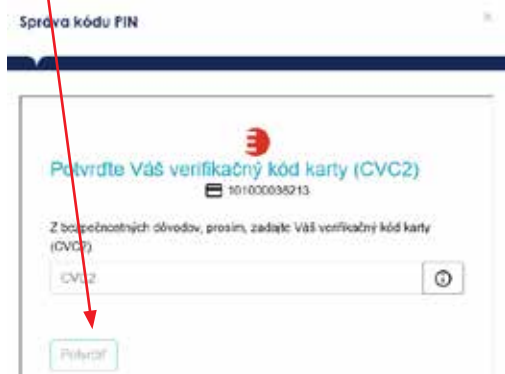 Správa kódu PIN
Potvrďte Váš verifikačný kód karty (CVC2)
101000036213
Z bezpečnostných dôvodov, prosím, zadajte Váš verifikačný kód karty
(CVC2)
CVC2
Potvrdiť